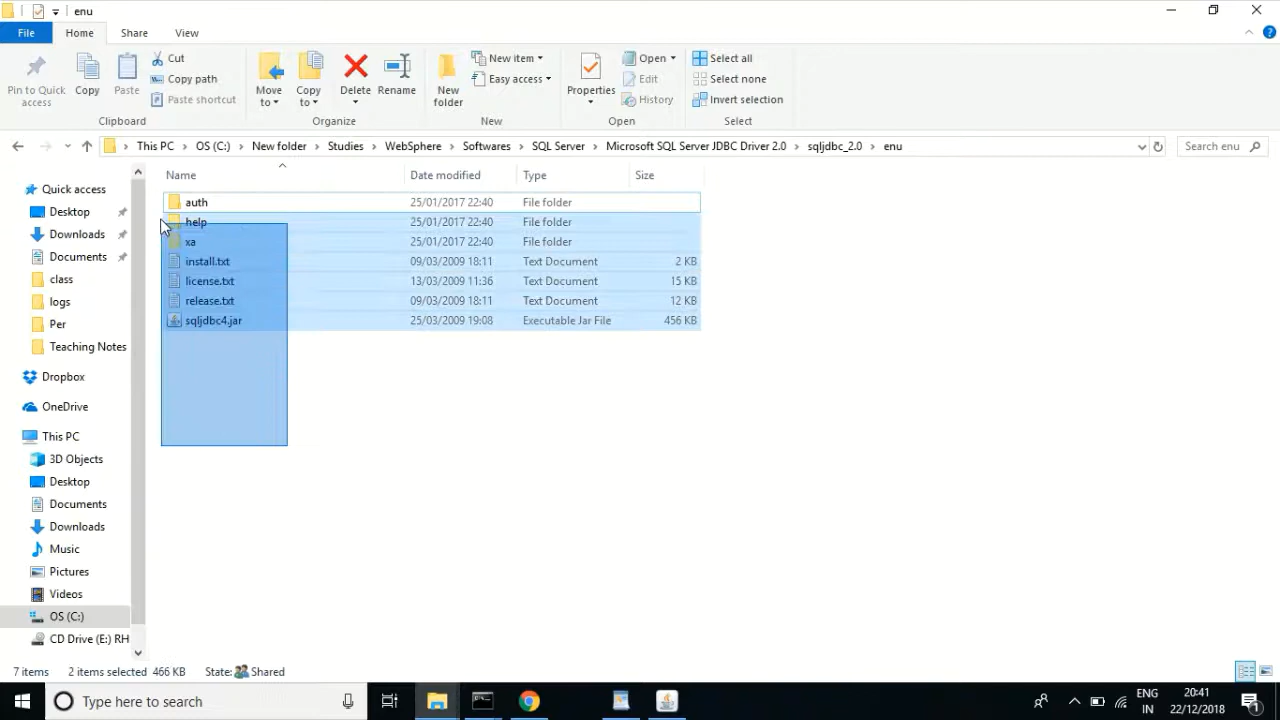 enu
File Home Share View
Pin to Quick access
Copy
Paste
Cut
Copy path
Paste shortcut
Clipboard
Move to
Copy to
Delete
Rename
Organize
New folder
New item
Easy access
New
Properties
Open
Edit
History
Open
Select all
Select none
Invert selection
Select
This PC > OS (C:) > New folder > Studies > WebSphere > Softwares > SQL Server > Microsoft SQL Server JDBC Driver 2.0 > sqljdbc_2.0 > enu
Search enu
Name Date modified Type Size
auth 25/01/2017 22:40 File folder
help 25/01/2017 22:40 File folder
xa 25/01/2017 22:40 File folder
install.txt 09/03/2009 18:11 Text Document 2 KB
license.txt 13/03/2009 11:36 Text Document 15 KB
release.txt 09/03/2009 18:11 Text Document 12 KB
sqljdbc4.jar 25/03/2009 19:08 Executable Jar File 456 KB
Quick access
Desktop
Downloads
Documents
class
logs
Per
Teaching Notes
Dropbox
OneDrive
This PC
3D Objects
Desktop
Documents
Downloads
Music
Pictures
Videos
OS (C:)
CD Drive (E:) RH
7 items 2 items selected 466 KB State: Shared
Type here to search
ENG
IN
20:41
22/12/2018
1